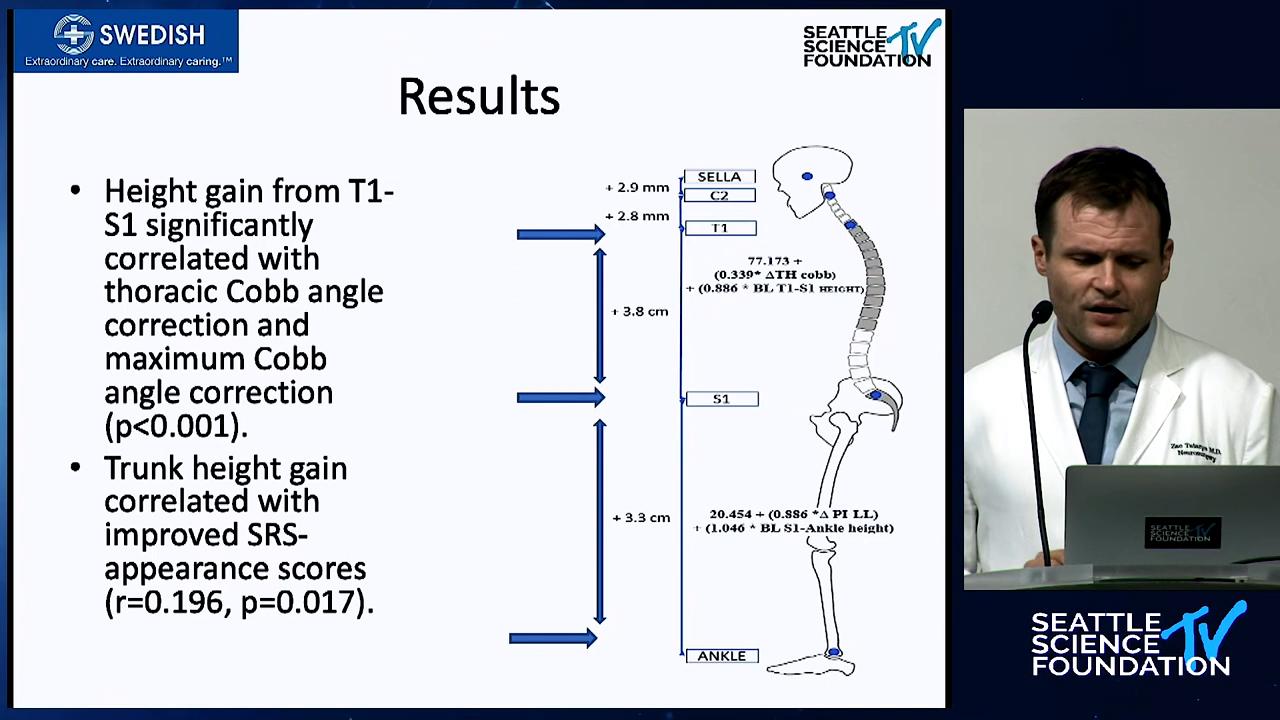 SWEDISH
Extraordinary care. Extraordinary caring.™
SEATTLE
SCIENCE TV
FOUNDATION
Results
• Height gain from T1-
S1 significantly
correlated with
thoracic Cobb angle
correction and
maximum Cobb
angle correction
(p<0.001).
• Trunk height gain
correlated with
improved SRS-
appearance scores
(r=0.196, p=0.017).
SELLA
+ 2.9 mm
C2
+ 2.8 mm
T1
77.173 +
(0.339* ΔTH cobb)
+ (0.886 * BL T1-S1 HEIGHT)
+ 3.8 cm
S1
+ 3.3 cm
20.454 + (0.886 *Δ PI LL)
+ (1.046 * BL S1-Ankle height)
ANKLE
M.D.
Neurosurgery
SEATTLE
SCIENCE
FOUNDATION
SEATTLE
SCIENCE TV
FOUNDATION